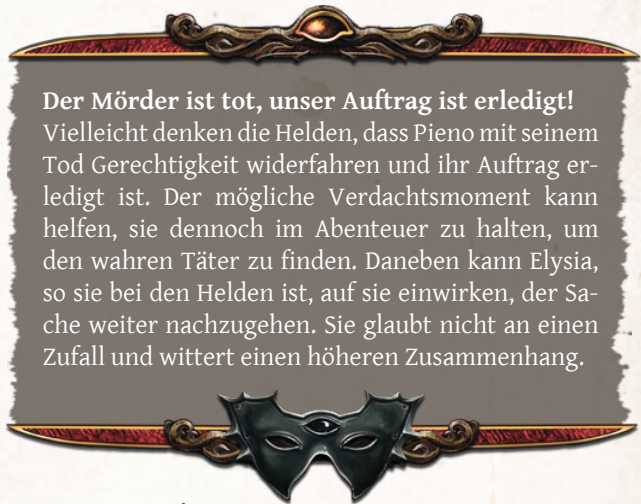 Der Mörder ist tot, unser Auftrag ist erledigt!
Vielleicht denken die Helden, dass Pieno mit seinem
Tod Gerechtigkeit widerfahren und ihr Auftrag er-
ledigt ist. Der mögliche Verdachtsmoment kann
helfen, sie dennoch im Abenteuer zu halten, um
den wahren Täter zu finden. Daneben kann Elysia,
so sie bei den Helden ist, auf sie einwirken, der Sa-
che weiter nachzugehen. Sie glaubt nicht an einen
Zufall und wittert einen höheren Zusammenhang.